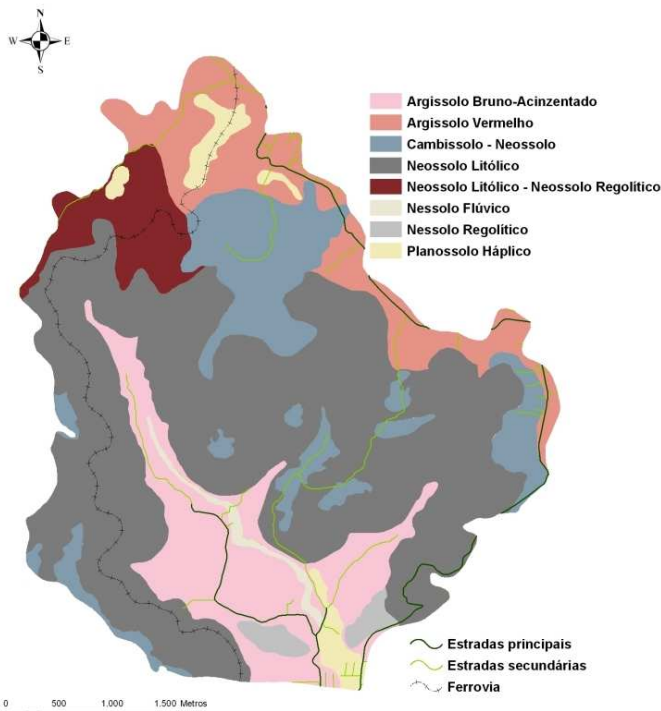 N
W E
S
Argissolo Bruno-Acinzentado
Argissolo Vermelho
Cambissolo - Neossolo
Neossolo Litólico
Neossolo Litólico - Neossolo Regolítico
Nessolo Flúvico
Nessolo Regolítico
Planossolo Háplico
Estradas principais
Estradas secundárias
Ferrovia
0 500 1.000 1.500 Metros